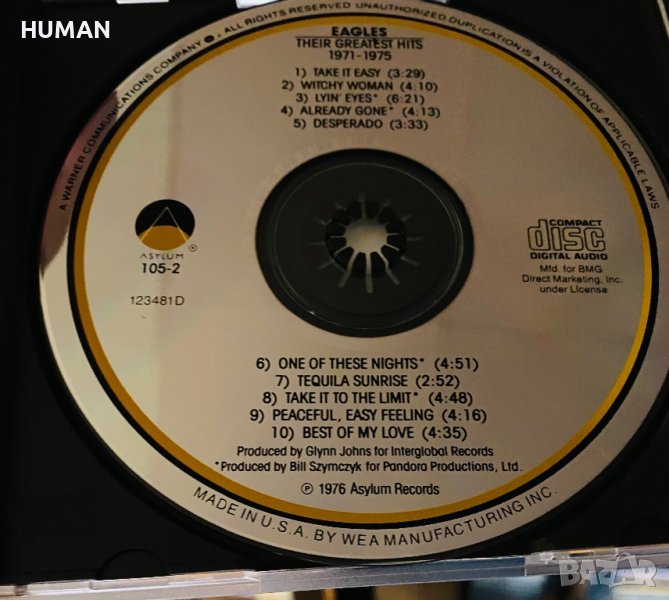 HUMAN
A WARNER COMMUNICATIONS COMPANY ● ALL RIGHTS RESERVED. UNAUTHORIZED DUPLICATION IS A VIOLATION OF APPLICABLE LAWS
EAGLES
THEIR GREATEST HITS
1971-1975
1) TAKE IT EASY (3:29)
2) WITCHY WOMAN (4:10)
3) LYIN' EYES* (6:21)
4) ALREADY GONE* (4:13)
5) DESPERADO (3:33)
ASYLUM ®
105-2
123481D
COMPACT
disc
DIGITAL AUDIO
Mfd. for BMG
Direct Marketing, Inc.
under License
6) ONE OF THESE NIGHTS* (4:51)
7) TEQUILA SUNRISE (2:52)
8) TAKE IT TO THE LIMIT* (4:48)
9) PEACEFUL, EASY FEELING (4:16)
10) BEST OF MY LOVE (4:35)
Produced by Glynn Johns for Interglobal Records
*Produced by Bill Szymczyk for Pandora Productions, Ltd.
℗ 1976 Asylum Records
MADE IN U.S.A. BY WEA MANUFACTURING INC.
BAZAR